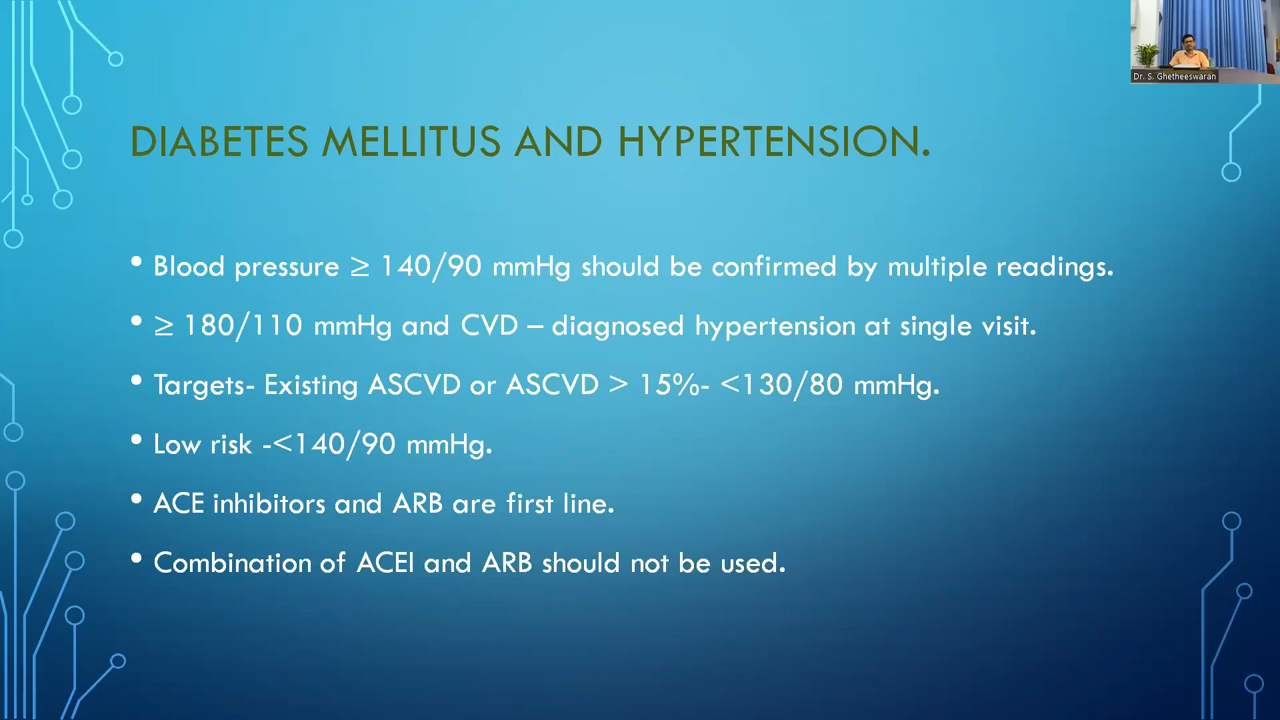 Dr. S. Ghetheeswaran
DIABETES MELLITUS AND HYPERTENSION.
• Blood pressure ≥ 140/90 mmHg should be confirmed by multiple readings.
• ≥ 180/110 mmHg and CVD – diagnosed hypertension at single visit.
• Targets- Existing ASCVD or ASCVD > 15%- <130/80 mmHg.
• Low risk -<140/90 mmHg.
• ACE inhibitors and ARB are first line.
• Combination of ACEI and ARB should not be used.